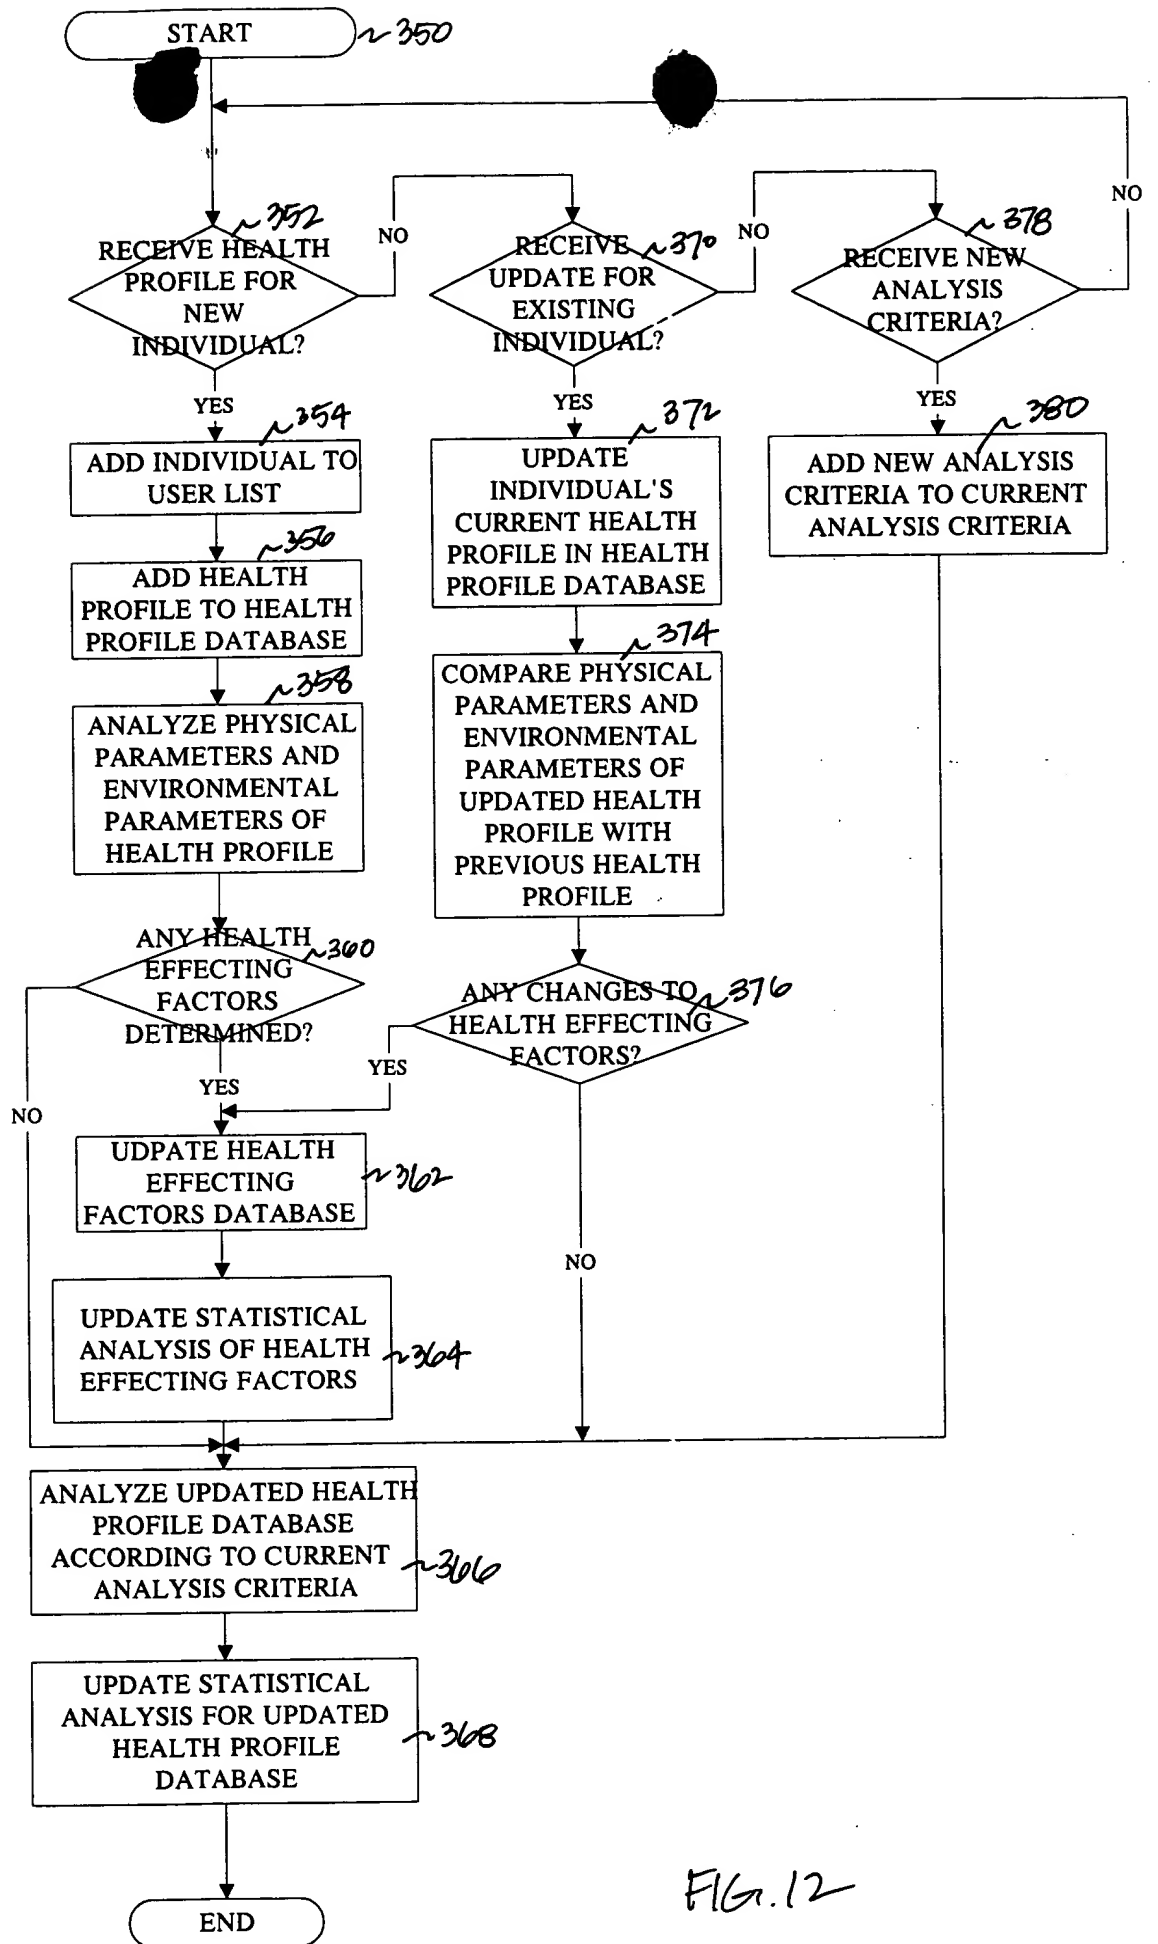 START
350
352
RECEIVE HEALTH
PROFILE FOR
NEW
INDIVIDUAL?
NO
370
RECEIVE
UPDATE FOR
EXISTING
INDIVIDUAL?
NO
378
RECEIVE NEW
ANALYSIS
CRITERIA?
NO
YES
354
ADD INDIVIDUAL TO
USER LIST
356
ADD HEALTH
PROFILE TO HEALTH
PROFILE DATABASE
358
ANALYZE PHYSICAL
PARAMETERS AND
ENVIRONMENTAL
PARAMETERS OF
HEALTH PROFILE
YES
372
UPDATE
INDIVIDUAL'S
CURRENT HEALTH
PROFILE IN HEALTH
PROFILE DATABASE
374
COMPARE PHYSICAL
PARAMETERS AND
ENVIRONMENTAL
PARAMETERS OF
UPDATED HEALTH
PROFILE WITH
PREVIOUS HEALTH
PROFILE
YES
380
ADD NEW ANALYSIS
CRITERIA TO CURRENT
ANALYSIS CRITERIA
ANY HEALTH
EFFECTING
FACTORS
DETERMINED?
360
NO
YES
ANY CHANGES TO
HEALTH EFFECTING
FACTORS?
376
YES
NO
UDPATE HEALTH
EFFECTING
FACTORS DATABASE
362
UPDATE STATISTICAL
ANALYSIS OF HEALTH
EFFECTING FACTORS
364
ANALYZE UPDATED HEALTH
PROFILE DATABASE
ACCORDING TO CURRENT
ANALYSIS CRITERIA
366
UPDATE STATISTICAL
ANALYSIS FOR UPDATED
HEALTH PROFILE
DATABASE
368
END
FIG. 12